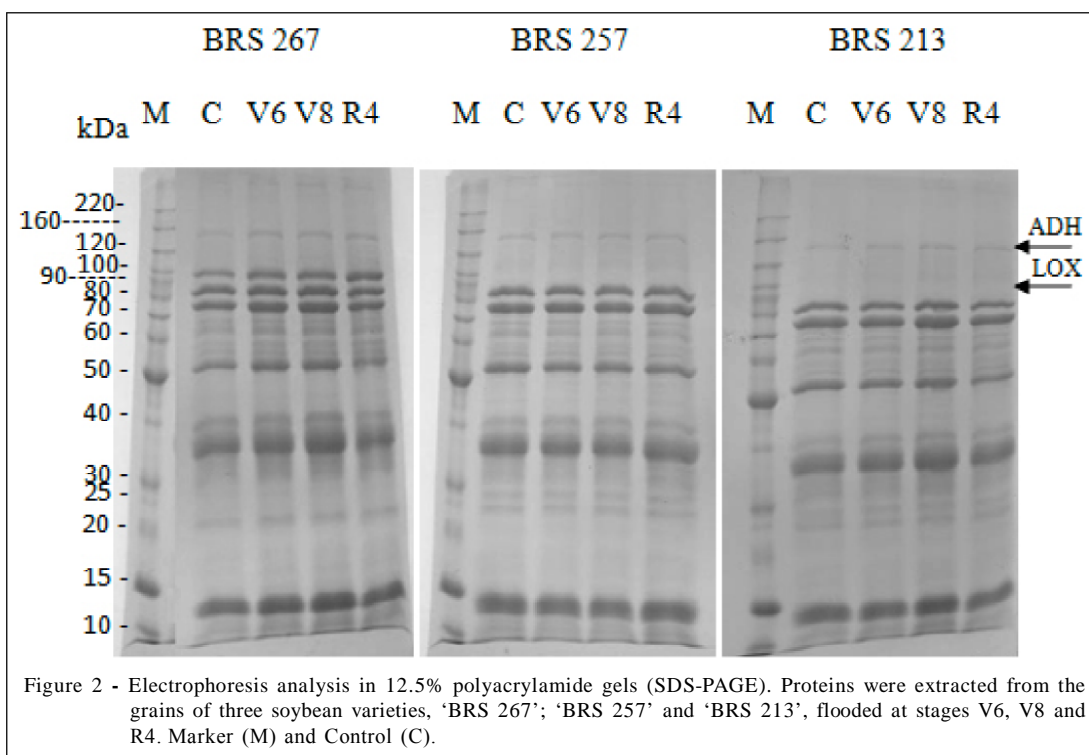 BRS 267 BRS 257 BRS 213
M C V6 V8 R4 M C V6 V8 R4 M C V6 V8 R4
kDa
220-
160------
120-
100-
90--------
80 -
70 -
60 -
50 -
40 -
30 -
25 -
20 -
15 -
10 -
ADH
LOX
Figure 2 - Electrophoresis analysis in 12.5% polyacrylamide gels (SDS-PAGE). Proteins were extracted from the
grains of three soybean varieties, ‘BRS 267’; ‘BRS 257’ and ‘BRS 213’, flooded at stages V6, V8 and
R4. Marker (M) and Control (C).